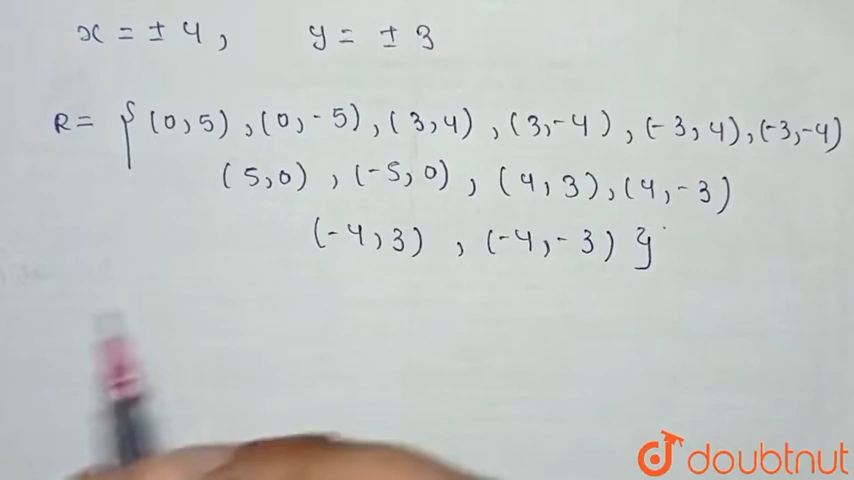 x = ± 4, y = ± 3
R = { (0,5), (0,-5), (3,4), (3,-4), (-3,4), (-3,-4)
(5,0), (-5,0), (4,3), (4,-3)
(-4,3), (-4,-3) }
doubtnut